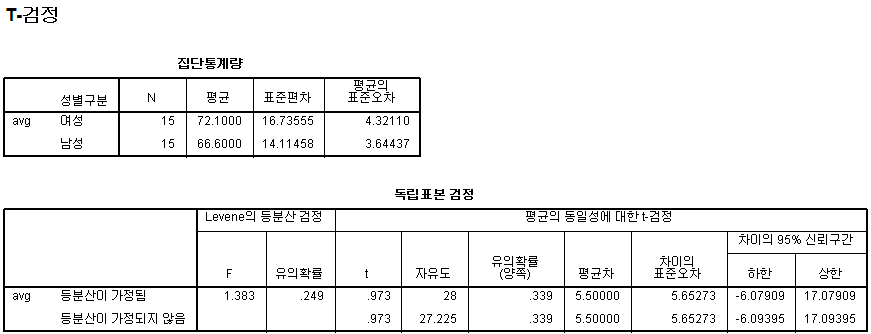 T-검정
집단통계량
성별구분 N 평균 표준편차 평균의 표준오차
avg 여성 15 72.1000 16.73555 4.32110
남성 15 66.6000 14.11458 3.64437
독립표본 검정
Levene의 등분산 검정 평균의 동일성에 대한 t-검정
차이의 95% 신뢰구간
F 유의확률 t 자유도 유의확률 (양쪽) 평균차 차이의 표준오차 하한 상한
avg 등분산이 가정됨 1.383 .249 .973 28 .339 5.50000 5.65273 -6.07909 17.07909
등분산이 가정되지 않음 .973 27.225 .339 5.50000 5.65273 -6.09395 17.09395